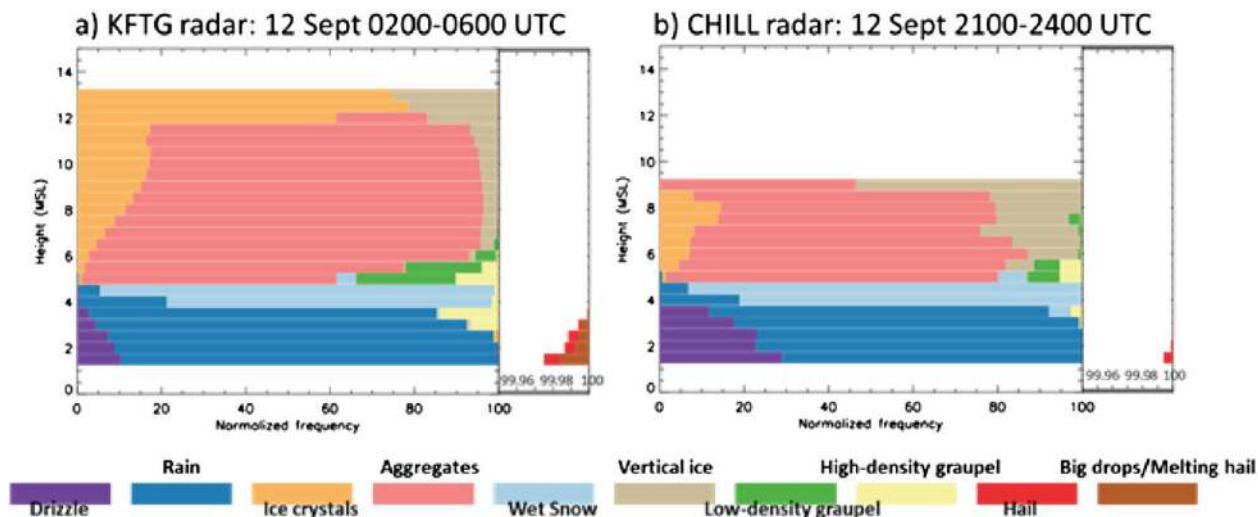 a) KFTG radar: 12 Sept 0200-0600 UTC
b) CHILL radar: 12 Sept 2100-2400 UTC
14
12
10
8
6
4
2
0
Height (MSL)
99.96 99.98 100
0 20 40 60 80 100
Normalized frequency
14
12
10
8
6
4
2
0
Height (MSL)
99.96 99.98 100
0 20 40 60 80 100
Normalized frequency
Rain Aggregates Vertical ice High-density graupel Big drops/Melting hail
Drizzle Ice crystals Wet Snow Low-density graupel Hail